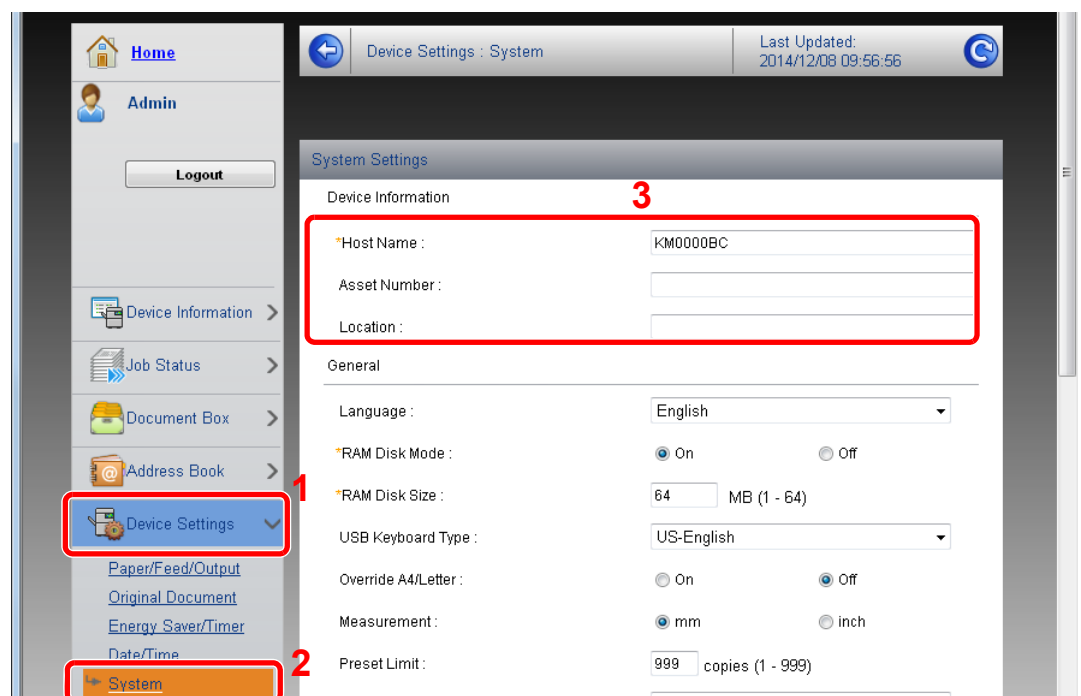 Home
Admin
Logout
Device Information
Job Status
Document Box
Address Book
1
Device Settings
Paper/Feed/Output
Original Document
Energy Saver/Timer
Date/Time
2
System
Device Settings : System
Last Updated:
2014/12/08 09:56:56
System Settings
Device Information
3
*Host Name : KM0000BC
Asset Number :
Location :
General
Language : English
*RAM Disk Mode : On Off
*RAM Disk Size : 64 MB (1 - 64)
USB Keyboard Type : US-English
Override A4/Letter : On Off
Measurement : mm inch
Preset Limit : 999 copies (1 - 999)